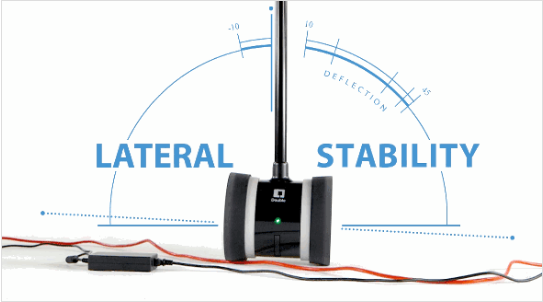 -10
10
45
DEFLECTION
LATERAL STABILITY
Double